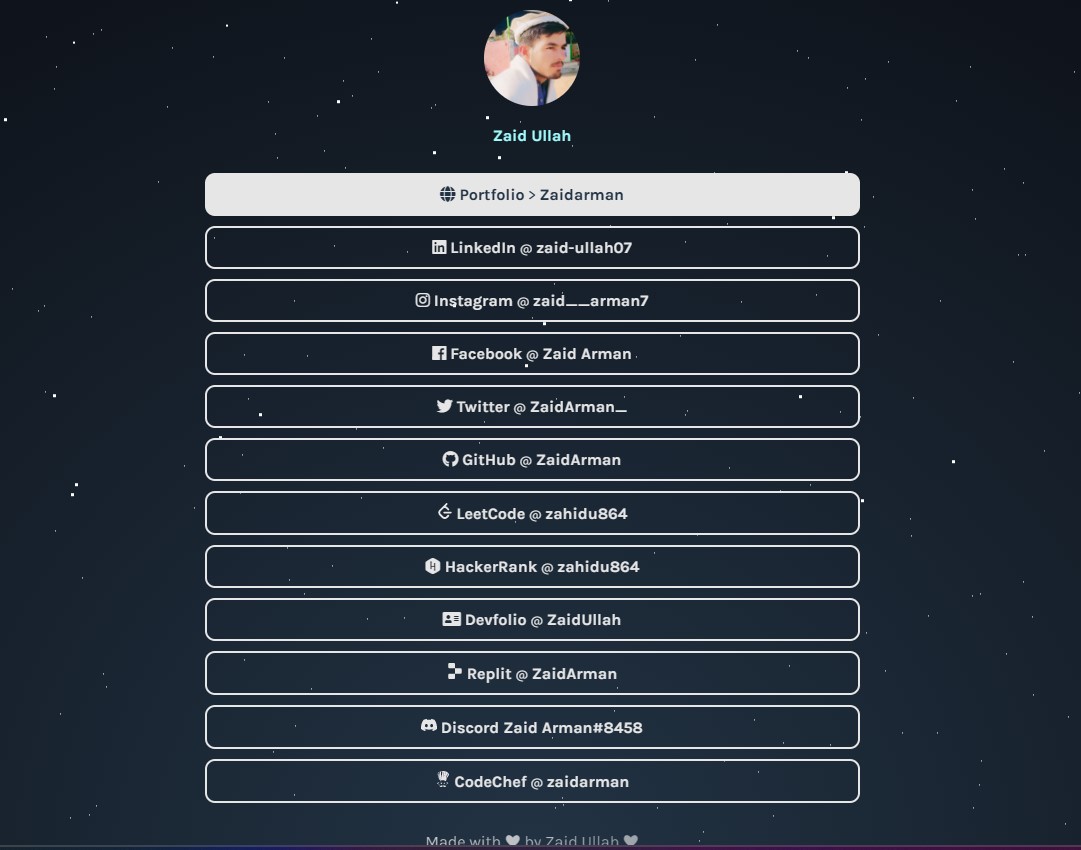 Zaid Ullah
Portfolio > Zaidarman
LinkedIn @ zaid-ullah07
Instagram @ zaid__arman7
Facebook @ Zaid Arman
Twitter @ ZaidArman_
GitHub @ ZaidArman
LeetCode @ zahidu864
HackerRank @ zahidu864
Devfolio @ ZaidUllah
Replit @ ZaidArman
Discord Zaid Arman#8458
CodeChef @ zaidarman
Made with ♥ by Zaid Ullah ♥